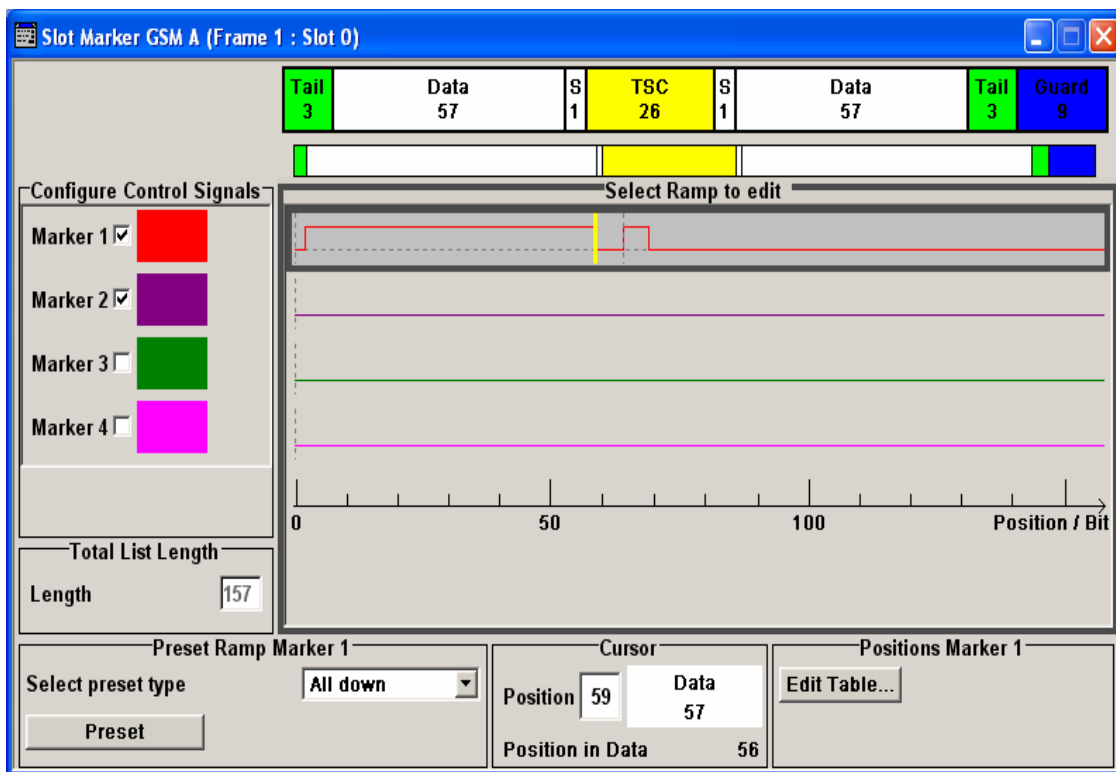 Slot Marker GSM A (Frame 1 : Slot 0)
Tail Data S TSC S Data Tail Guard
3 57 1 26 1 57 3 9
Configure Control Signals
Select Ramp to edit
Marker 1
Marker 2
Marker 3
Marker 4
0 50 100 Position / Bit
Total List Length
Length 157
Preset Ramp Marker 1
Select preset type All down
Preset
Cursor
Position 59 Data
57
Position in Data 56
Positions Marker 1
Edit Table...